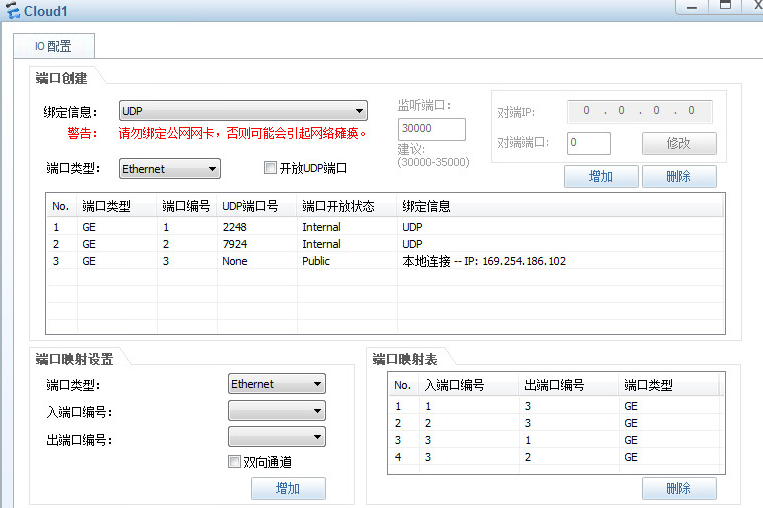 Cloud1
IO 配置
端口创建
绑定信息： UDP
警告： 请勿绑定公网网卡，否则可能会引起网络瘫痪。
端口类型： Ethernet 开放UDP端口
监听端口：
30000
建议:
(30000-35000)
对端IP: 0 . 0 . 0 . 0
对端端口: 0 修改
增加 删除
No. 端口类型 端口编号 UDP端口号 端口开放状态 绑定信息
1 GE 1 2248 Internal UDP
2 GE 2 7924 Internal UDP
3 GE 3 None Public 本地连接 -- IP: 169.254.186.102
端口映射设置
端口类型： Ethernet
入端口编号：
出端口编号：
双向通道
增加
端口映射表
No. 入端口编号 出端口编号 端口类型
1 1 3 GE
2 2 3 GE
3 3 1 GE
4 3 2 GE
删除